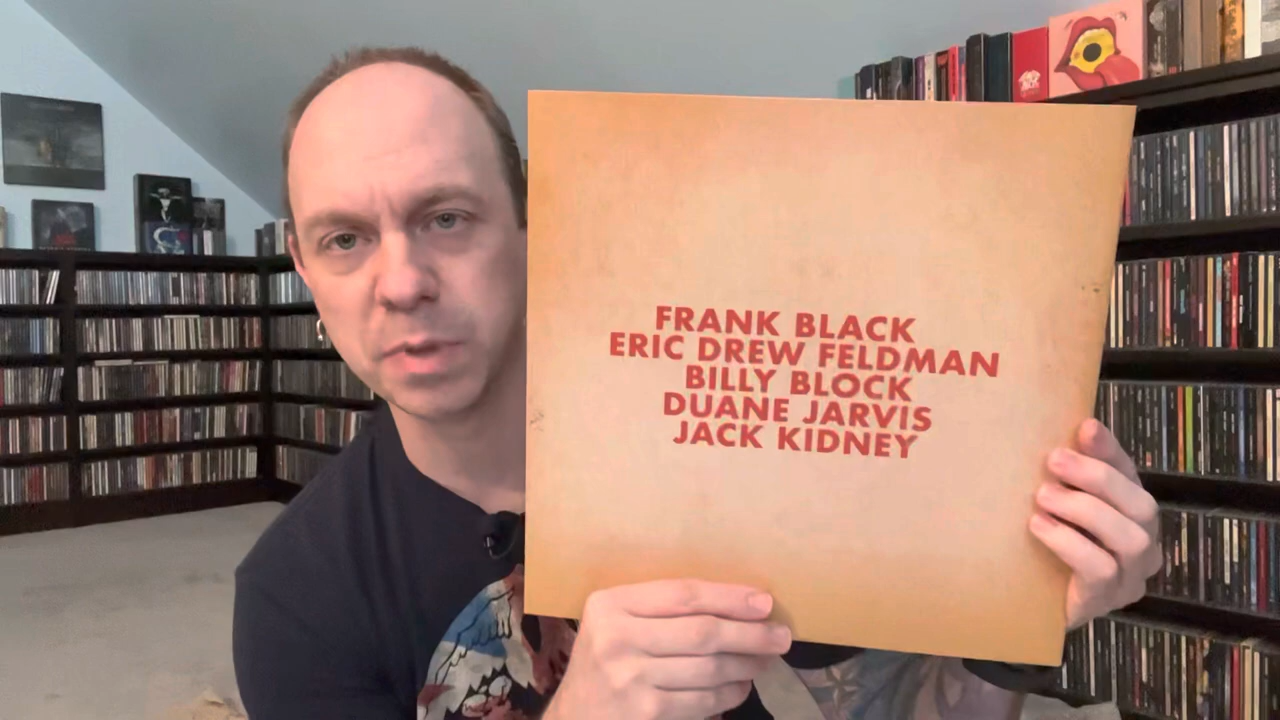 FRANK BLACK
ERIC DREW FELDMAN
BILLY BLOCK
DUANE JARVIS
JACK KIDNEY